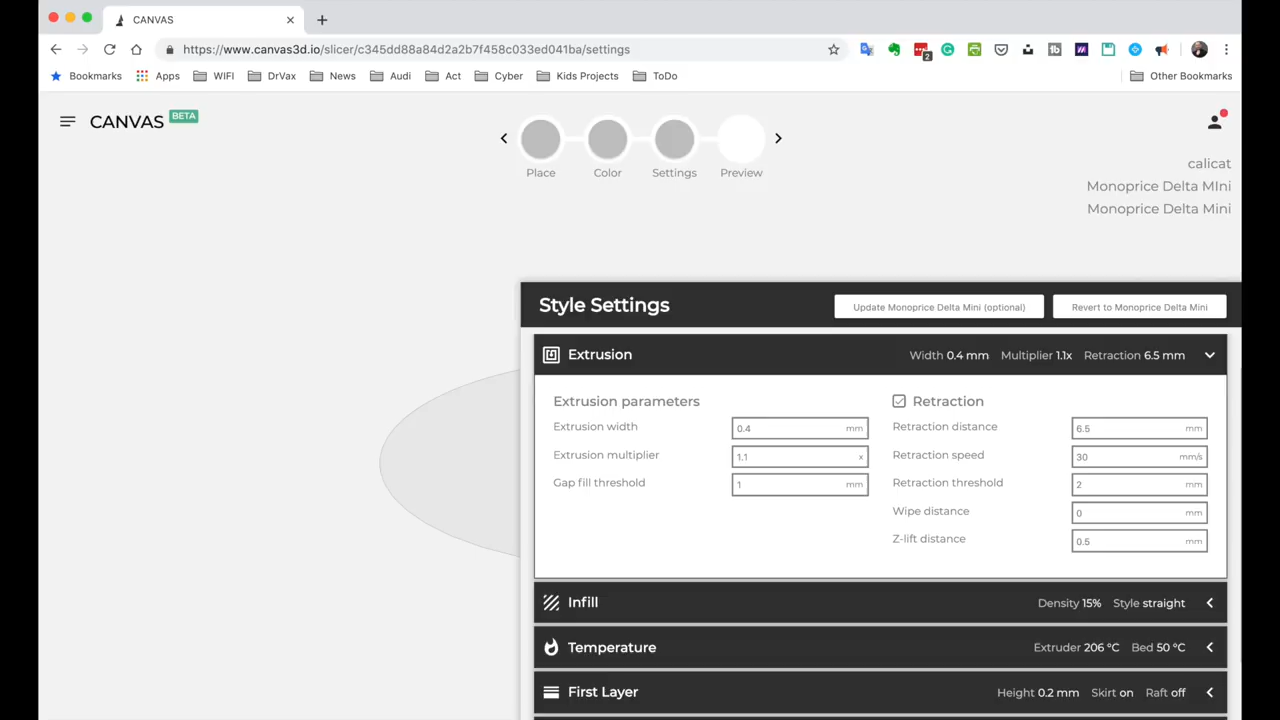 CANVAS
https://www.canvas3d.io/slicer/c345dd88a84d2a2b7f458c033ed041ba/settings
2
Bookmarks Apps WIFI DrVax News Audi Act Cyber Kids Projects ToDo Other Bookmarks
CANVAS BETA
Place Color Settings Preview
calicat
Monoprice Delta MIni
Monoprice Delta Mini
Style Settings Update Monoprice Delta Mini (optional) Revert to Monoprice Delta Mini
Extrusion Width 0.4 mm Multiplier 1.1x Retraction 6.5 mm
Extrusion parameters Retraction
Extrusion width 0.4 mm Retraction distance 6.5 mm
Extrusion multiplier 1.1 x Retraction speed 30 mm/s
Gap fill threshold 1 mm Retraction threshold 2 mm
Wipe distance 0 mm
Z-lift distance 0.5 mm
Infill Density 15% Style straight
Temperature Extruder 206 °C Bed 50 °C
First Layer Height 0.2 mm Skirt on Raft off